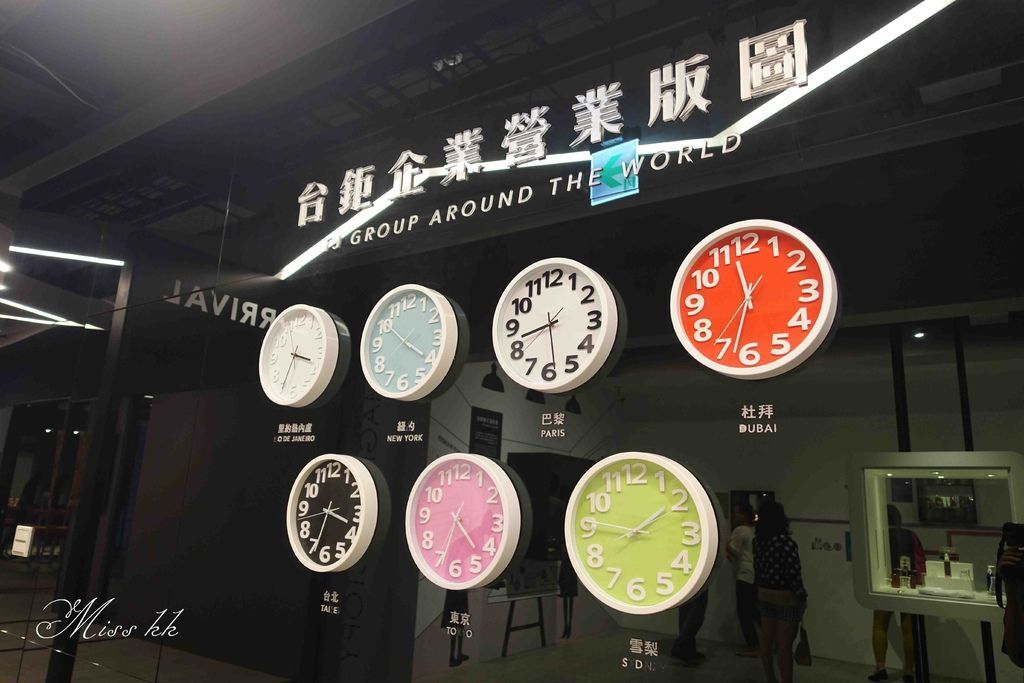 台鉅企業營業版圖
GROUP AROUND THE WORLD
ARRIVAL
里約熱內盧
RIO DE JANEIRO
紐約
NEW YORK
巴黎
PARIS
杜拜
DUBAI
台北
TAIPEI
東京
TOKYO
雪梨
SYDNEY
Miss kk